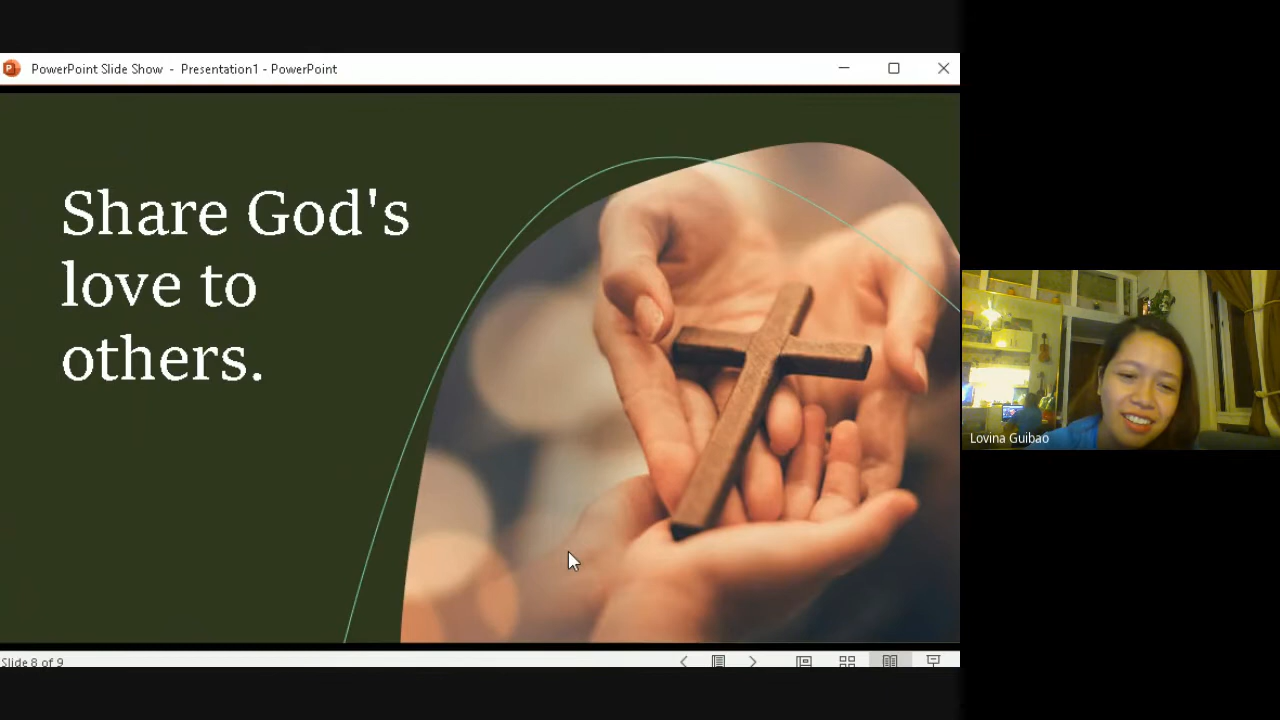 PowerPoint Slide Show - Presentation1 - PowerPoint
Share God's
love to
others.
Lovina Guibao
Slide 8 of 9